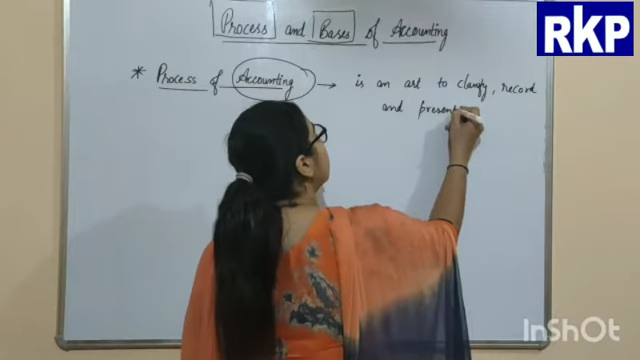 RKP
Process and Bases of Accounting
* Process of Accounting → is an art to classify, record
and present
InShOt